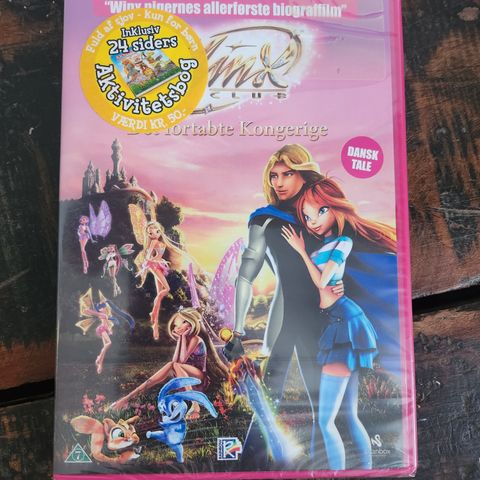 "Winx pigernes allerførste biograffilm"
Fuld af sjov - Kun for børn
Inklusiv
24 siders
Aktivitetsbog
VÆRDI KR. 50.-
Winx
CLUB
Det fortabte Kongerige
DANSK
TALE
7